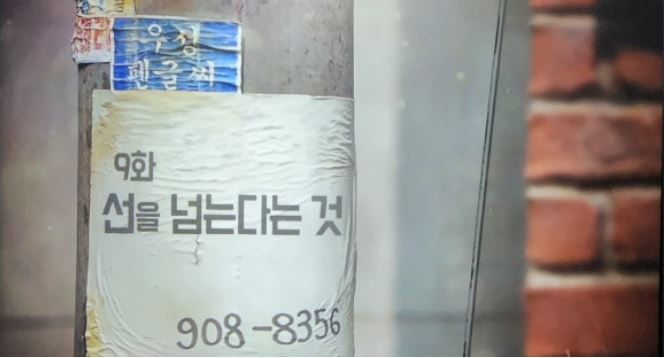 우성
펜글씨
9화
선을 넘는다는 것
908-8356